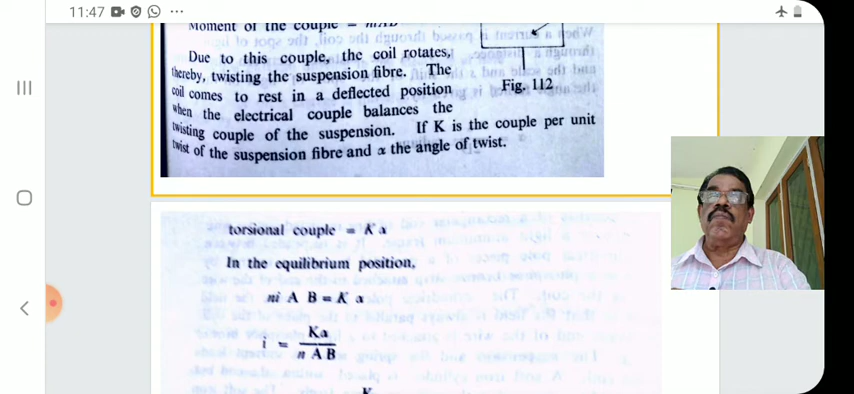 11:47
Moment of the couple = niAB
Due to this couple, the coil rotates,
thereby, twisting the suspension fibre. The
coil comes to rest in a deflected position
when the electrical couple balances the
twisting couple of the suspension. If K is the couple per unit
twist of the suspension fibre and α the angle of twist.
Fig. 112
torsional couple = K α
In the equilibrium position,
ni A B = K α
i = Kα / n A B
K